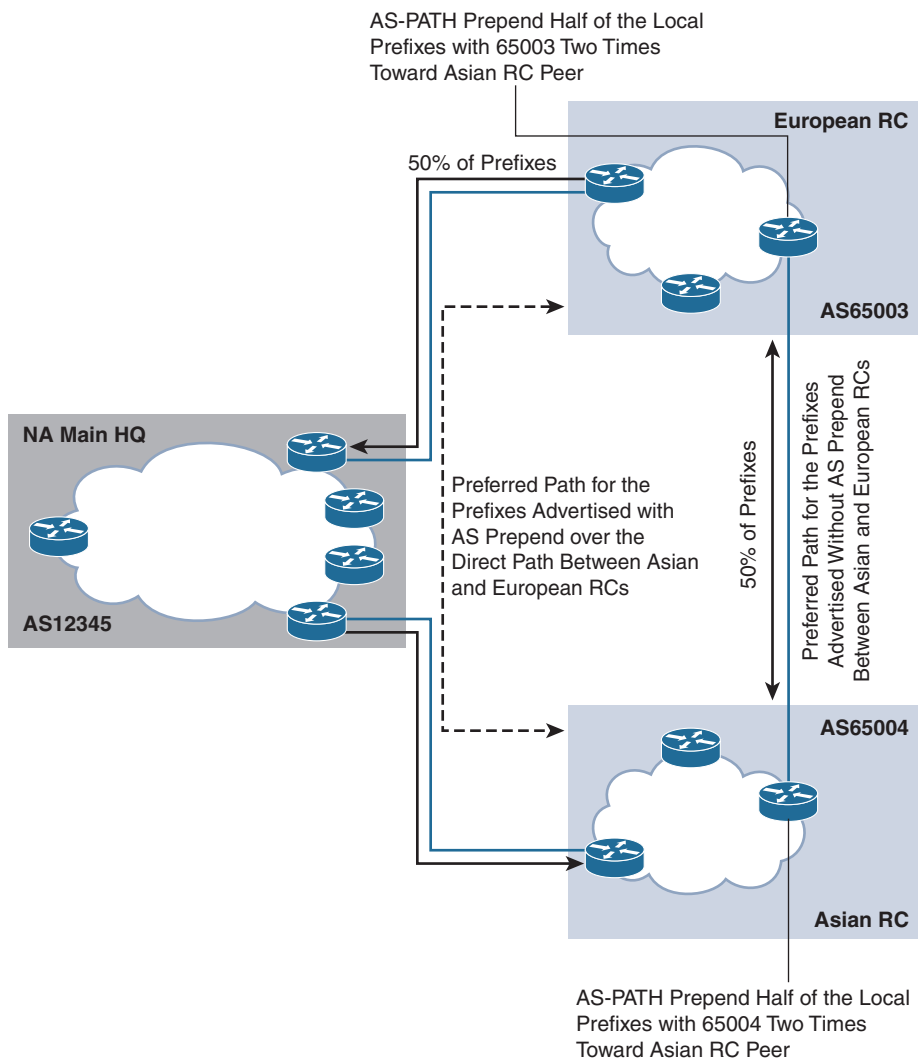 AS-PATH Prepend Half of the Local
Prefixes with 65003 Two Times
Toward Asian RC Peer
European RC
50% of Prefixes
AS65003
NA Main HQ
Preferred Path for the
Prefixes Advertised with
AS Prepend over the
Direct Path Between Asian
and European RCs
50% of Prefixes
Preferred Path for the Prefixes
Advertised Without AS Prepend
Between Asian and European RCs
AS12345
AS65004
Asian RC
AS-PATH Prepend Half of the Local
Prefixes with 65004 Two Times
Toward Asian RC Peer